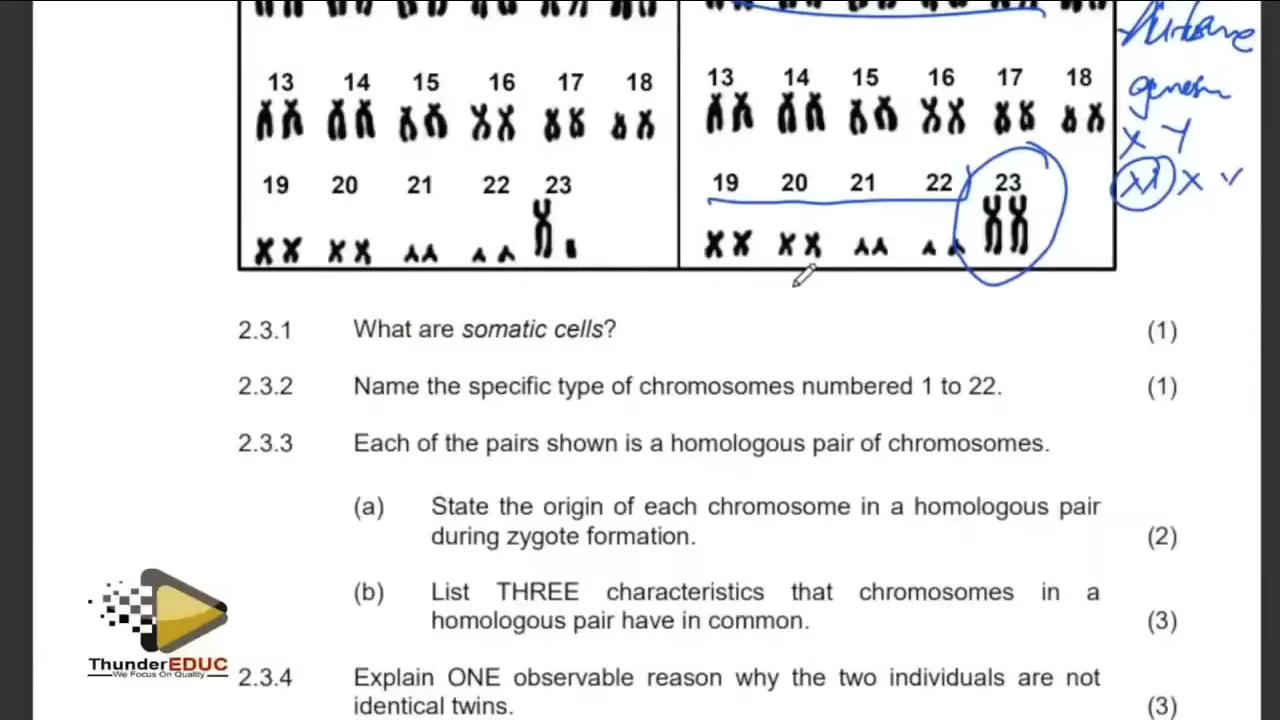 13 14 15 16 17 18
13 14 15 16 17 18
19 20 21 22 23
19 20 21 22 23
X Y
XX X Y
2.3.1 What are somatic cells? (1)
2.3.2 Name the specific type of chromosomes numbered 1 to 22. (1)
2.3.3 Each of the pairs shown is a homologous pair of chromosomes.
(a) State the origin of each chromosome in a homologous pair
during zygote formation. (2)
(b) List THREE characteristics that chromosomes in a
homologous pair have in common. (3)
2.3.4 Explain ONE observable reason why the two individuals are not
identical twins. (3)
ThunderEDUC
We Focus On Quality